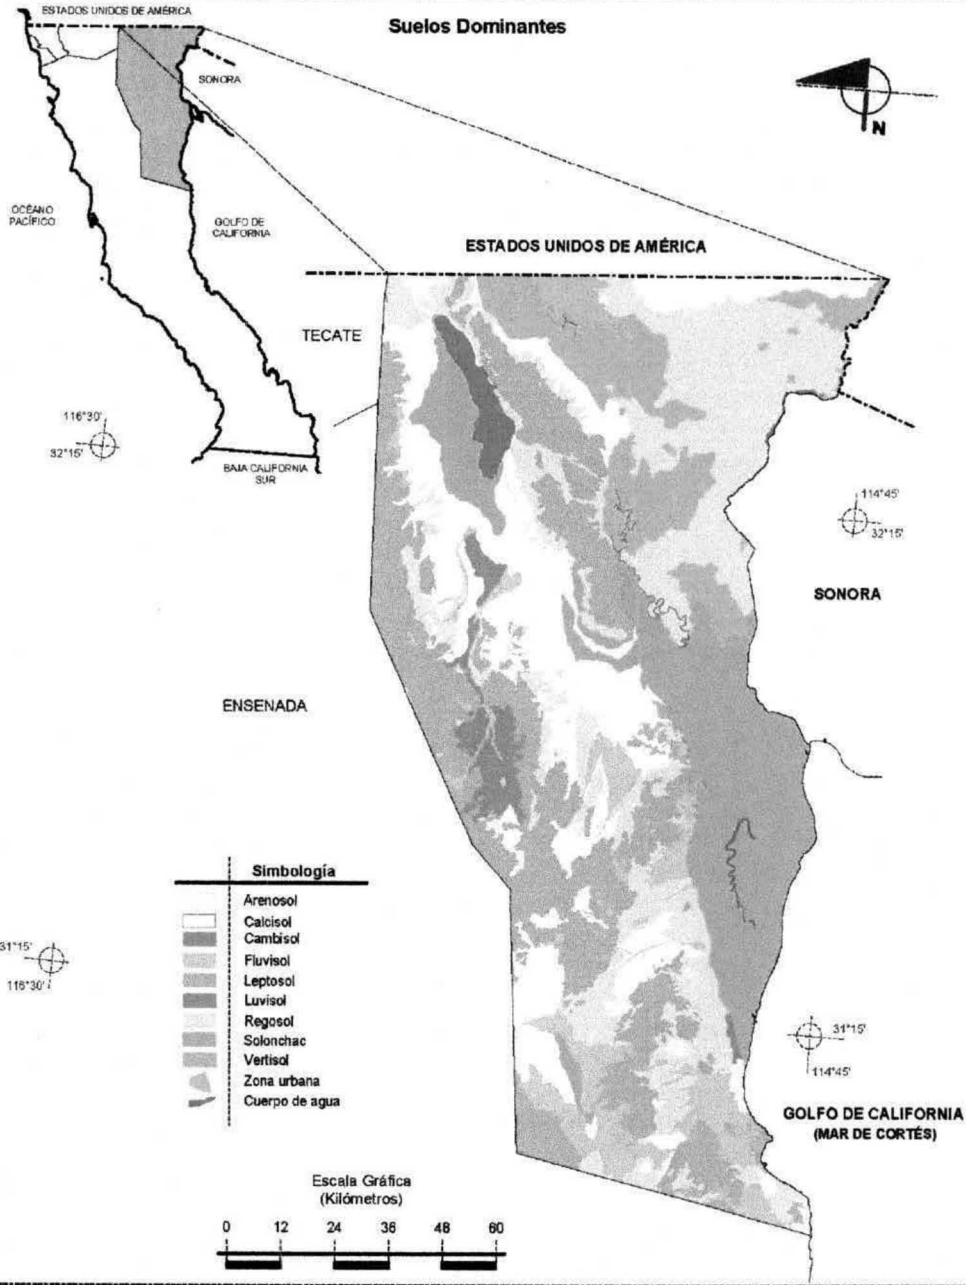 Suelos Dominantes
ESTADOS UNIDOS DE AMÉRICA
SONORA
N
OCÉANO
PACÍFICO
GOLFO DE
CALIFORNIA
BAJA CALIFORNIA
SUR
ESTADOS UNIDOS DE AMÉRICA
TECATE
116°30'
32°15'
114°45'
32°15'
SONORA
ENSENADA
Simbología
Arenosol
Calcisol
Cambisol
Fluvisol
Leptosol
Luvisol
Regosol
Solonchac
Vertisol
Zona urbana
Cuerpo de agua
31°15'
116°30'
31°15'
114°45'
GOLFO DE CALIFORNIA
(MAR DE CORTÉS)
Escala Gráfica
(Kilómetros)
0 12 24 36 48 60